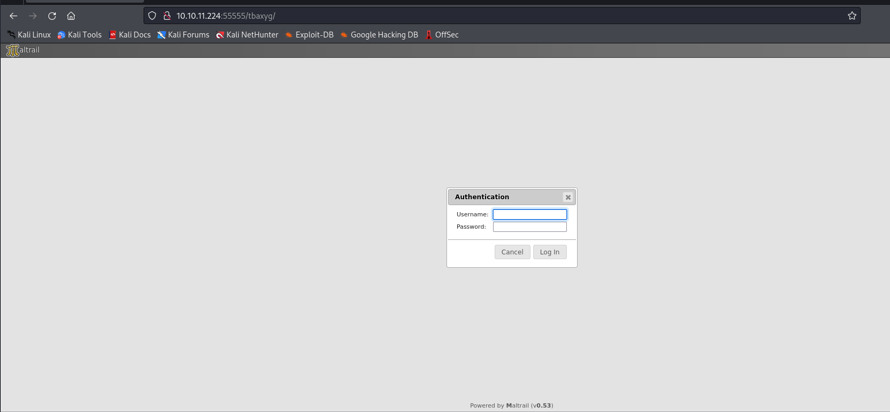 10.10.11.224:55555/tbaxyg/
Kali Linux Kali Tools Kali Docs Kali Forums Kali NetHunter Exploit-DB Google Hacking DB OffSec
altrail
Authentication
Username:
Password:
Cancel Log In
Powered by Maltrail (v0.53)